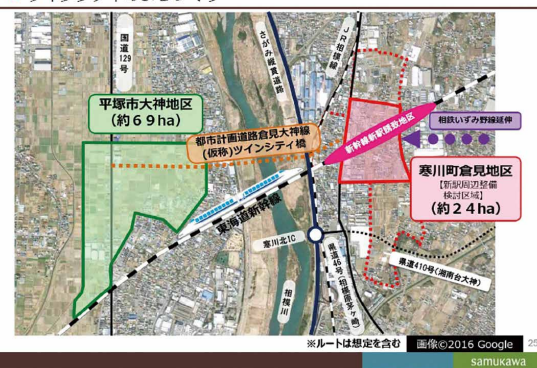 国道129号
さがみ縦貫道路
JR相模線
平塚市大神地区
(約69ha)
都市計画道路倉見大神線
(仮称)ツインシティ橋
新幹線新駅誘致地区
相鉄いずみ野線延伸
寒川町倉見地区
【新駅周辺整備
検討区域】
(約24ha)
東海道新幹線
寒川北IC
県道46号(相模原茅ヶ崎)
県道410号(湘南台大神)
相模川
※ルートは想定を含む
画像©2016 Google
25
samukawa